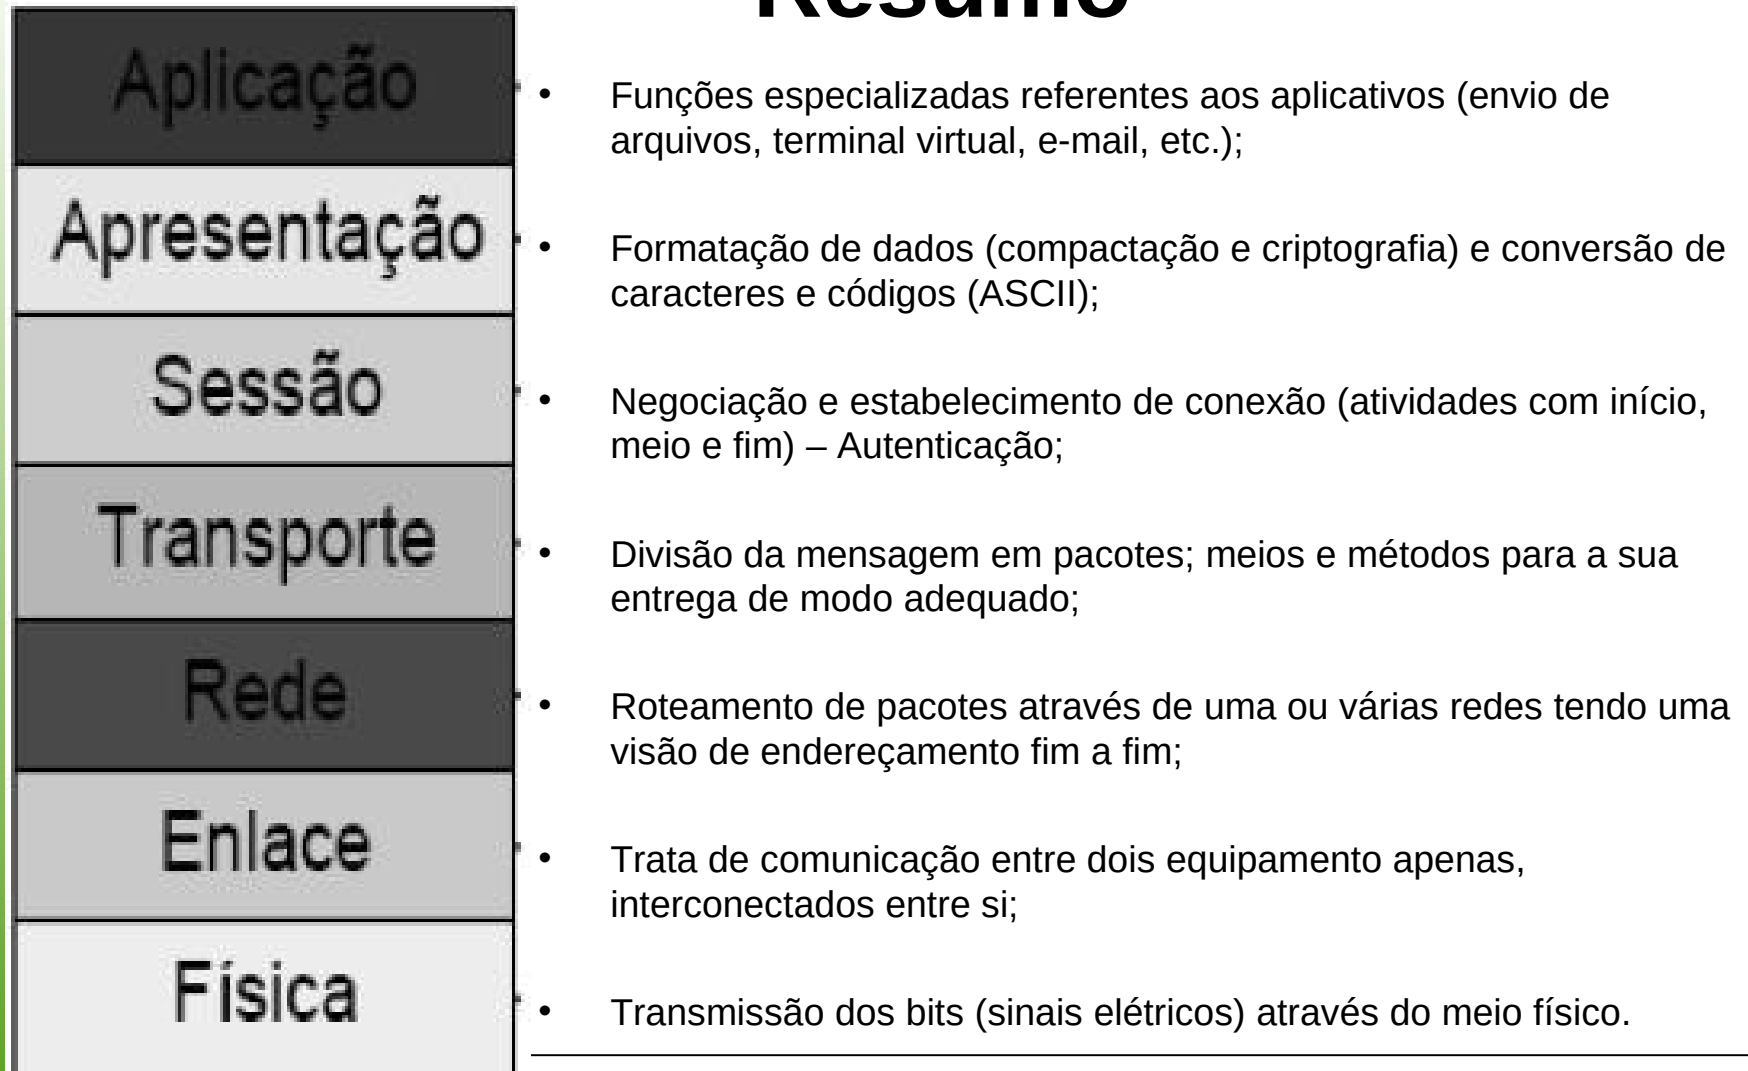 Resumo
Aplicação
Funções especializadas referentes aos aplicativos (envio de
arquivos, terminal virtual, e-mail, etc.);
Apresentação
Formatação de dados (compactação e criptografia) e conversão de
caracteres e códigos (ASCII);
Sessão
Negociação e estabelecimento de conexão (atividades com início,
meio e fim) – Autenticação;
Transporte
Divisão da mensagem em pacotes; meios e métodos para a sua
entrega de modo adequado;
Rede
Roteamento de pacotes através de uma ou várias redes tendo uma
visão de endereçamento fim a fim;
Enlace
Trata de comunicação entre dois equipamento apenas,
interconectados entre si;
Física
Transmissão dos bits (sinais elétricos) através do meio físico.